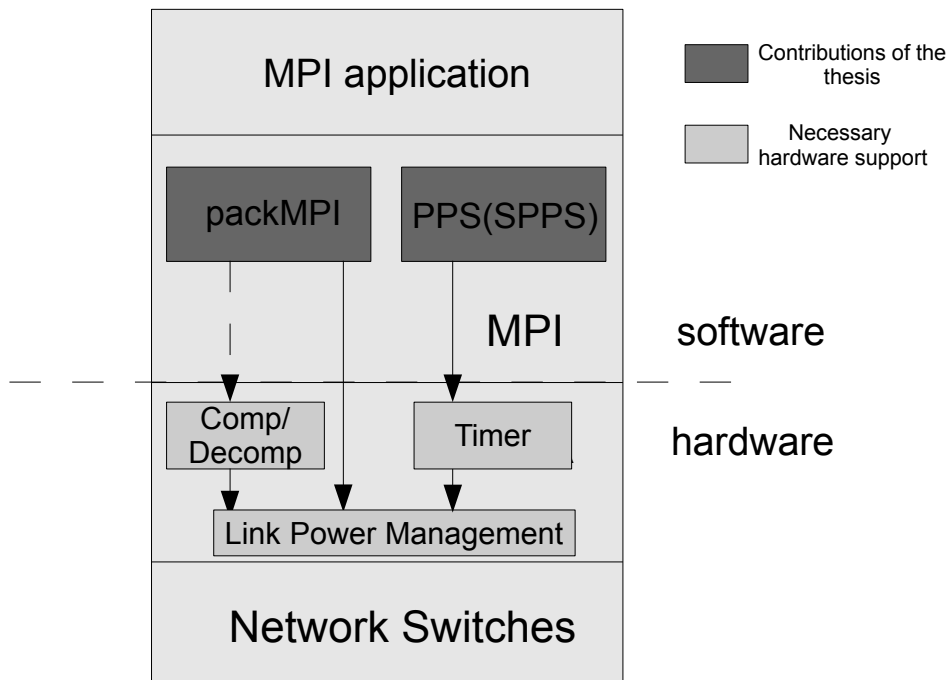 MPI application
Contributions of the
thesis
Necessary
hardware support
packMPI
PPS(SPPS)
MPI
software
Comp/
Decomp
Timer
hardware
Link Power Management
Network Switches